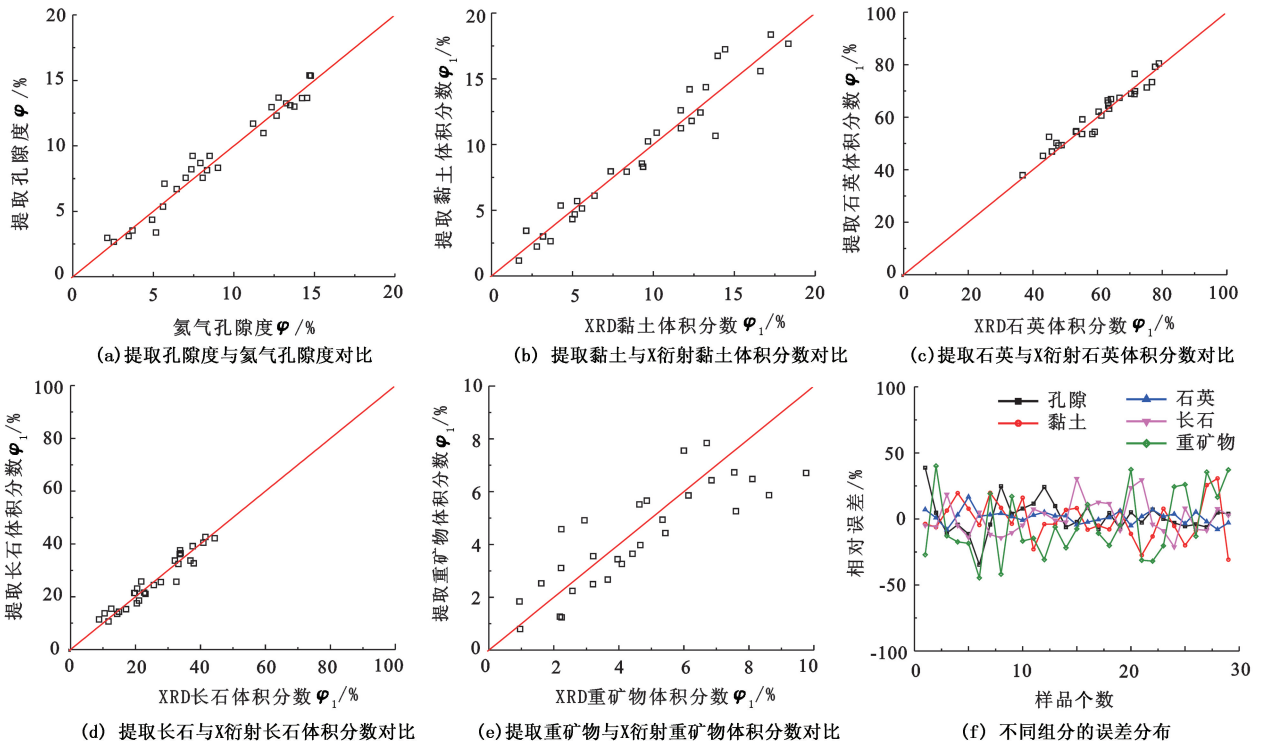 提取孔隙度φ/%
20
15
10
5
0
0 5 10 15 20
氦气孔隙度φ/%
(a)提取孔隙度与氦气孔隙度对比
提取黏土体积分数φ1/%
20
15
10
5
0
0 5 10 15 20
XRD黏土体积分数φ1/%
(b) 提取黏土与X衍射黏土体积分数对比
提取石英体积分数φ1/%
100
80
60
40
20
0
0 20 40 60 80 100
XRD石英体积分数φ1/%
(c)提取石英与X衍射石英体积分数对比
提取长石体积分数φ1/%
100
80
60
40
20
0
0 20 40 60 80 100
XRD长石体积分数φ1/%
(d) 提取长石与X衍射长石体积分数对比
提取重矿物体积分数φ1/%
10
8
6
4
2
0
0 2 4 6 8 10
XRD重矿物体积分数φ1/%
(e)提取重矿物与X衍射重矿物体积分数对比
相对误差/%
100
50
0
-50
-100
孔隙
黏土
石英
长石
重矿物
0 10 20 30
样品个数
(f) 不同组分的误差分布